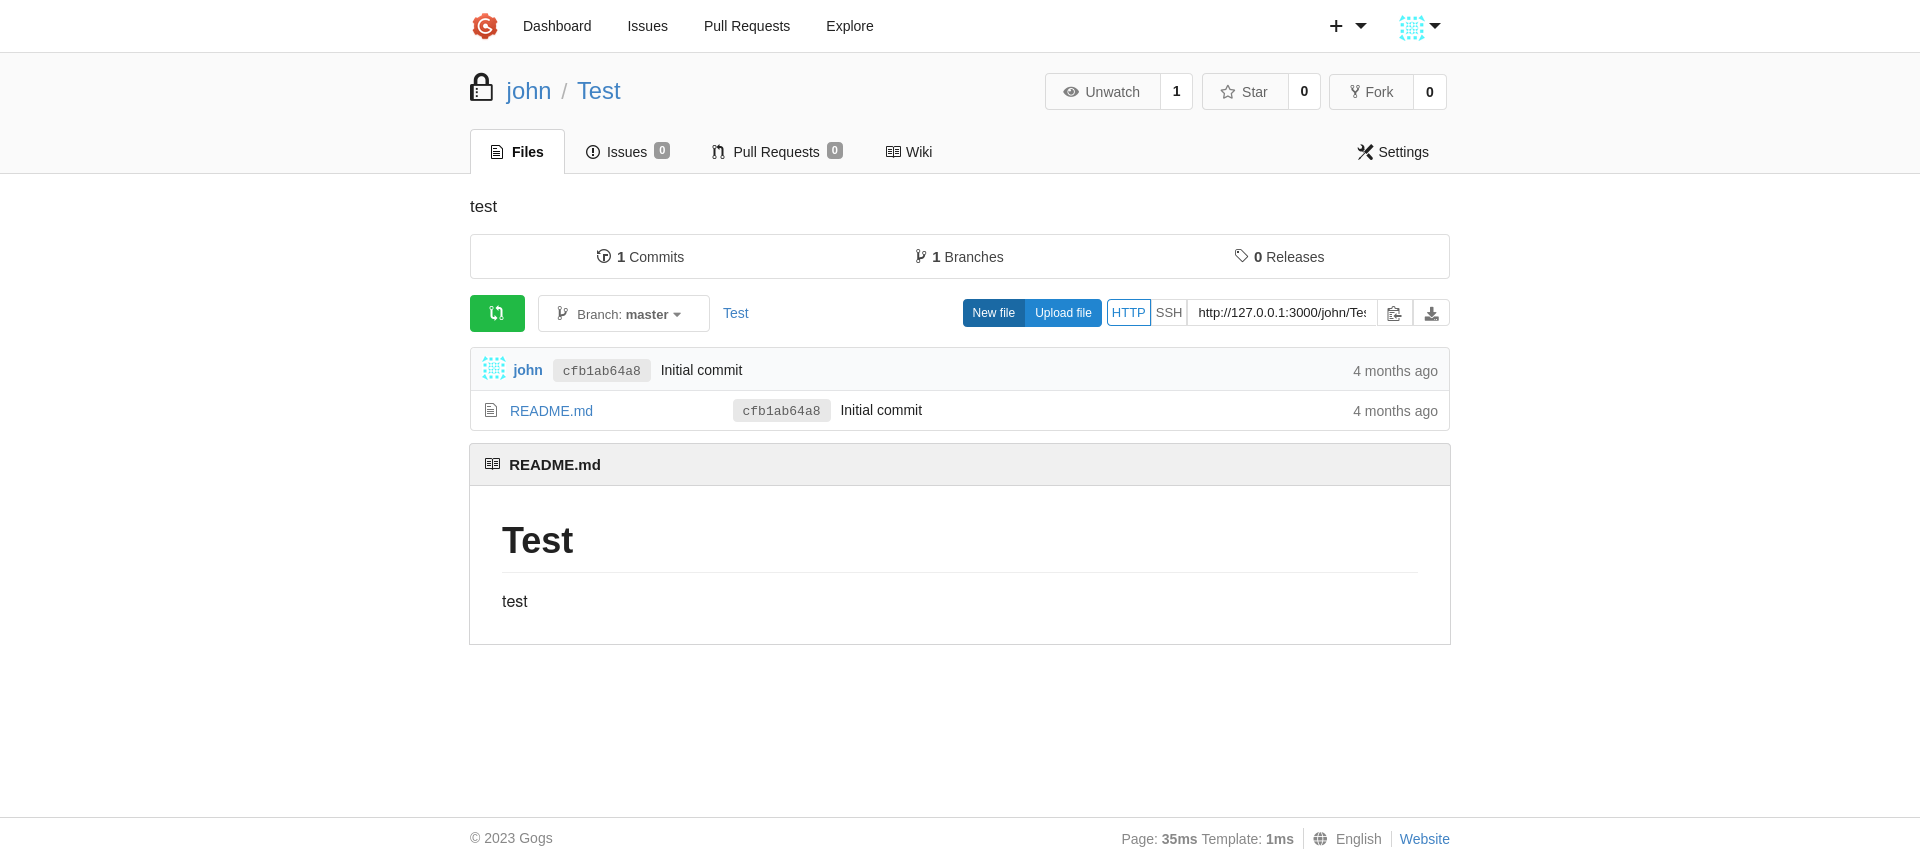 Dashboard Issues Pull Requests Explore
john / Test Unwatch 1 Star 0 Fork 0
Files Issues 0 Pull Requests 0 Wiki Settings
test
1 Commits 1 Branches 0 Releases
Branch: master Test New file Upload file HTTP SSH http://127.0.0.1:3000/john/Tes
john cfb1ab64a8 Initial commit 4 months ago
README.md cfb1ab64a8 Initial commit 4 months ago
README.md
Test
test
© 2023 Gogs Page: 35ms Template: 1ms English Website